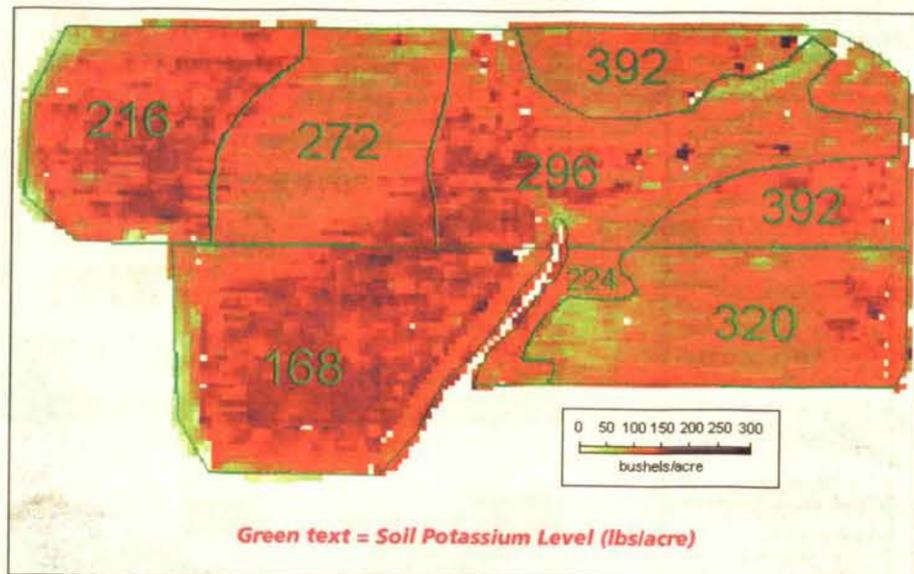 392
216
272
296
392
224
320
168
0 50 100 150 200 250 300
bushels/acre
Green text = Soil Potassium Level (lbs/acre)